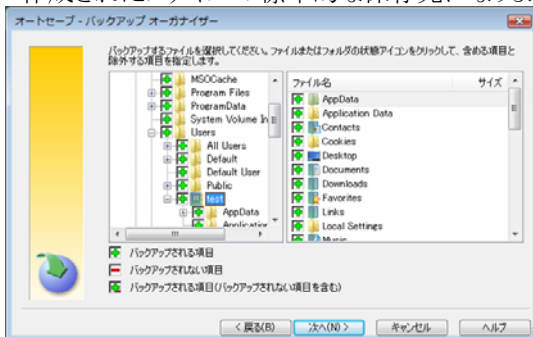 オートセーブ - バックアップ オーガナイザー
バックアップするファイルを選択してください。ファイルまたはフォルダの状態アイコンをクリックして、含める項目と
除外する項目を指定します。
MSOCache
Program Files
ProgramData
System Volume In
Users
All Users
Default
Default User
Public
test
AppData
ファイル名 サイズ
AppData
Application Data
Contacts
Cookies
Desktop
Documents
Downloads
Favorites
Links
Local Settings
バックアップされる項目
バックアップされない項目
バックアップされる項目(バックアップされない項目を含む)
< 戻る(B) 次へ(N) > キャンセル ヘルプ